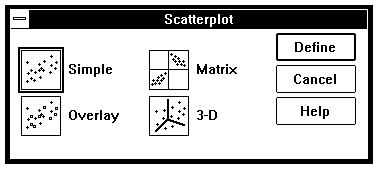 Scatterplot
Simple
Matrix
Overlay
3-D
Define
Cancel
Help